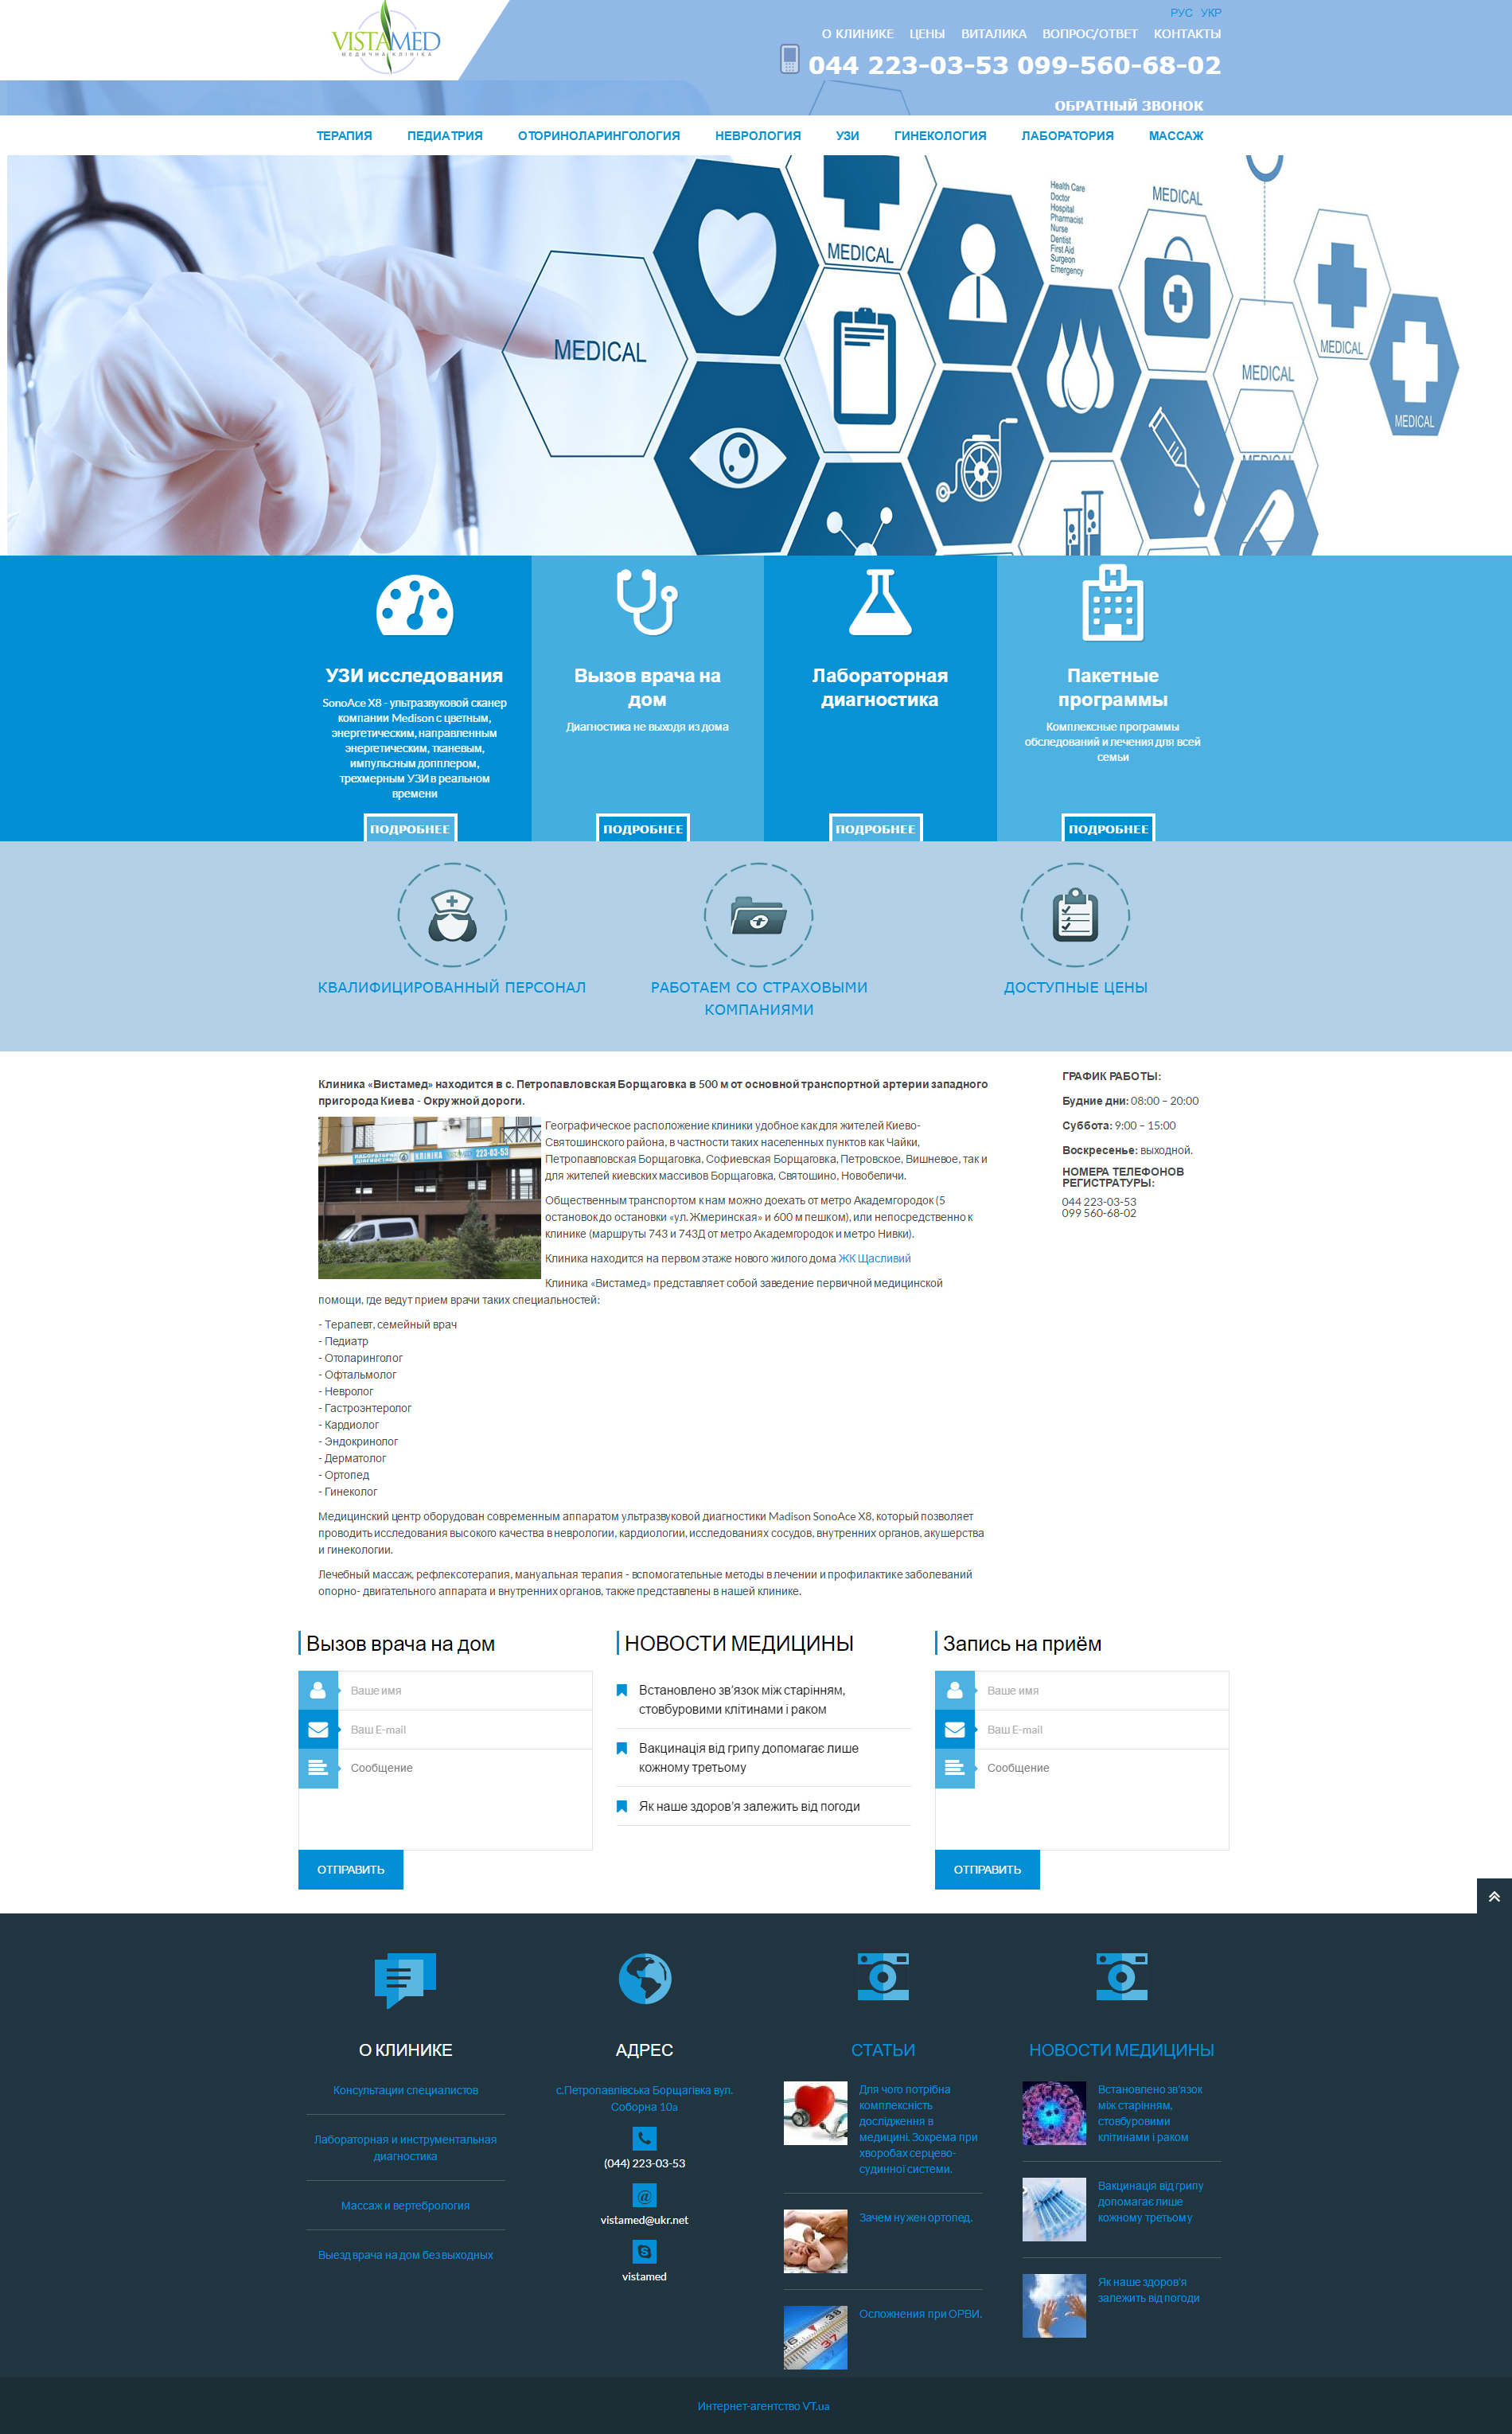 VISTAMED
МЕДИЧНА КЛІНІКА
РУС УКР
О КЛИНИКЕ ЦЕНЫ ВИТАЛИКА ВОПРОС/ОТВЕТ КОНТАКТЫ
044 223-03-53 099-560-68-02
ОБРАТНЫЙ ЗВОНОК
ТЕРАПИЯ ПЕДИАТРИЯ ОТОРИНОЛАРИНГОЛОГИЯ НЕВРОЛОГИЯ УЗИ ГИНЕКОЛОГИЯ ЛАБОРАТОРИЯ МАССАЖ
MEDICAL
MEDICAL
Health Care
Doctor
Hospital
Pharmacist
Nurse
Dentist
First Aid
Surgeon
Emergency
MEDICAL
MEDICAL
MEDICAL
MEDICAL
MEDICAL
УЗИ исследования
SonoAce X8 - ультразвуковой сканер
компании Medison с цветным,
энергетическим, направленным
энергетическим, тканевым,
импульсным допплером,
трехмерным УЗИ в реальном
времени
ПОДРОБНЕЕ
Вызов врача на
дом
Диагностика не выходя из дома
ПОДРОБНЕЕ
Лабораторная
диагностика
ПОДРОБНЕЕ
Пакетные
программы
Комплексные программы
обследований и лечения для всей
семьи
ПОДРОБНЕЕ
КВАЛИФИЦИРОВАННЫЙ ПЕРСОНАЛ
РАБОТАЕМ СО СТРАХОВЫМИ
КОМПАНИЯМИ
ДОСТУПНЫЕ ЦЕНЫ
Клиника «Вистамед» находится в с. Петропавловская Борщаговка в 500 м от основной транспортной артерии западного
пригорода Киева - Окружной дороги.
223-03-53
Географическое расположение клиники удобное как для жителей Киево-
Святошинского района, в частности таких населенных пунктов как Чайки,
Петропавловская Борщаговка, Софиевская Борщаговка, Петровское, Вишневое, так и
для жителей киевских массивов Борщаговка, Святошино, Новобеличи.
Общественным транспортом к нам можно доехать от метро Академгородок (5
остановок до остановки «ул. Жмеринская» и 600 м пешком), или непосредственно к
клинике (маршруты 743 и 743Д от метро Академгородок и метро Нивки).
Клиника находится на первом этаже нового жилого дома ЖК Щасливий
Клиника «Вистамед» представляет собой заведение первичной медицинской
помощи, где ведут прием врачи таких специальностей:
- Терапевт, семейный врач
- Педиатр
- Отоларинголог
- Офтальмолог
- Невролог
- Гастроэнтеролог
- Кардиолог
- Эндокринолог
- Дерматолог
- Ортопед
- Гинеколог
Медицинский центр оборудован современным аппаратом ультразвуковой диагностики Madison SonoAce X8, который позволяет
проводить исследования высокого качества в неврологии, кардиологии, исследованиях сосудов, внутренних органов, акушерства
и гинекологии.
Лечебный массаж, рефлексотерапия, мануальная терапия - вспомогательные методы в лечении и профилактике заболеваний
опорно- двигательного аппарата и внутренних органов, также представлены в нашей клинике.
ГРАФИК РАБОТЫ:
Будние дни: 08:00 – 20:00
Суббота: 9:00 – 15:00
Воскресенье: выходной.
НОМЕРА ТЕЛЕФОНОВ
РЕГИСТРАТУРЫ:
044 223-03-53
099 560-68-02
Вызов врача на дом
Ваше имя
Ваш E-mail
Сообщение
ОТПРАВИТЬ
НОВОСТИ МЕДИЦИНЫ
Встановлено зв'язок між старінням,
стовбуровими клітинами і раком
Вакцинація від грипу допомагає лише
кожному третьому
Як наше здоров'я залежить від погоди
Запись на приём
Ваше имя
Ваш E-mail
Сообщение
ОТПРАВИТЬ
О КЛИНИКЕ
Консультации специалистов
Лабораторная и инструментальная
диагностика
Массаж и вертебрология
Выезд врача на дом без выходных
АДРЕС
с.Петропавлівська Борщагівка вул.
Соборна 10а
(044) 223-03-53
@
vistamed@ukr.net
vistamed
СТАТЬИ
Для чого потрібна
комплексність
дослідження в
медицині. Зокрема при
хворобах серцево-
судинної системи.
Зачем нужен ортопед.
Осложнения при ОРВИ.
НОВОСТИ МЕДИЦИНЫ
Встановлено зв'язок
між старінням,
стовбуровими
клітинами і раком
Вакцинація від грипу
допомагає лише
кожному третьому
Як наше здоров'я
залежить від погоди
Интернет-агентство VT.ua